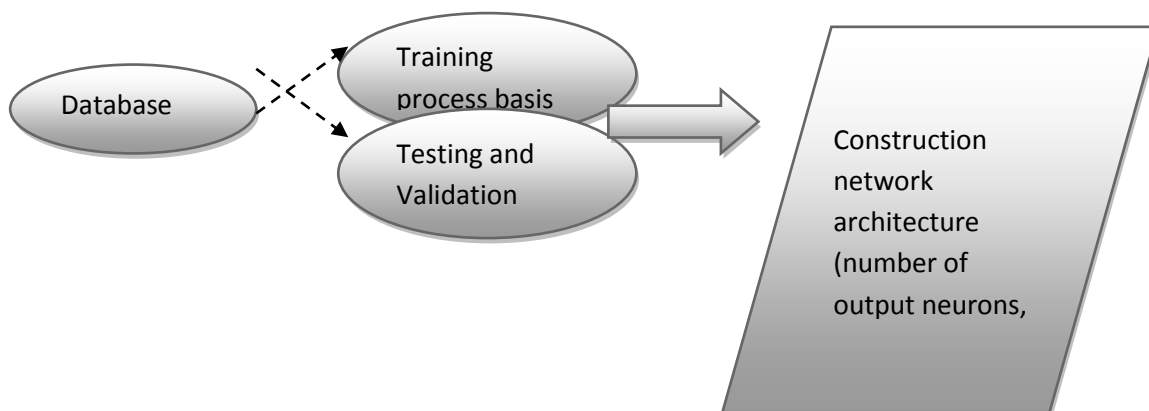 Database
Training
process basis
Testing and
Validation
Construction
network
architecture
(number of
output neurons,